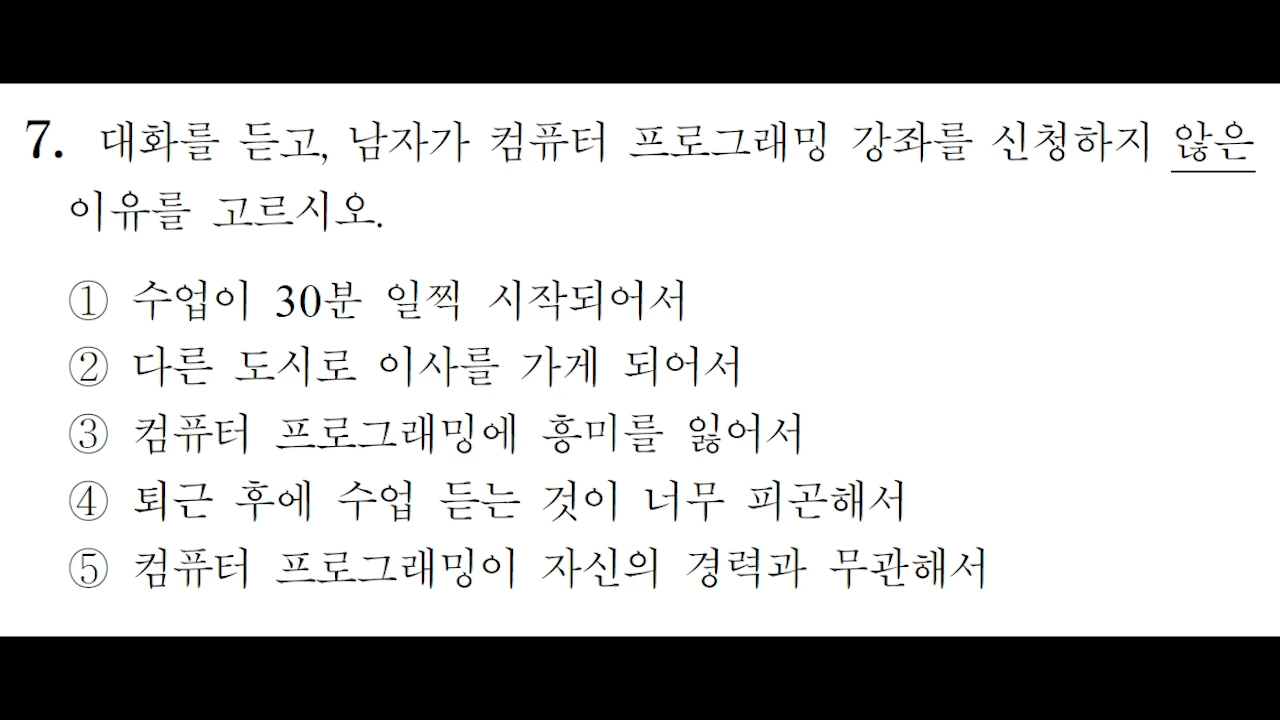 7. 대화를 듣고, 남자가 컴퓨터 프로그래밍 강좌를 신청하지 않은
이유를 고르시오.
① 수업이 30분 일찍 시작되어서
② 다른 도시로 이사를 가게 되어서
③ 컴퓨터 프로그래밍에 흥미를 잃어서
④ 퇴근 후에 수업 듣는 것이 너무 피곤해서
⑤ 컴퓨터 프로그래밍이 자신의 경력과 무관해서